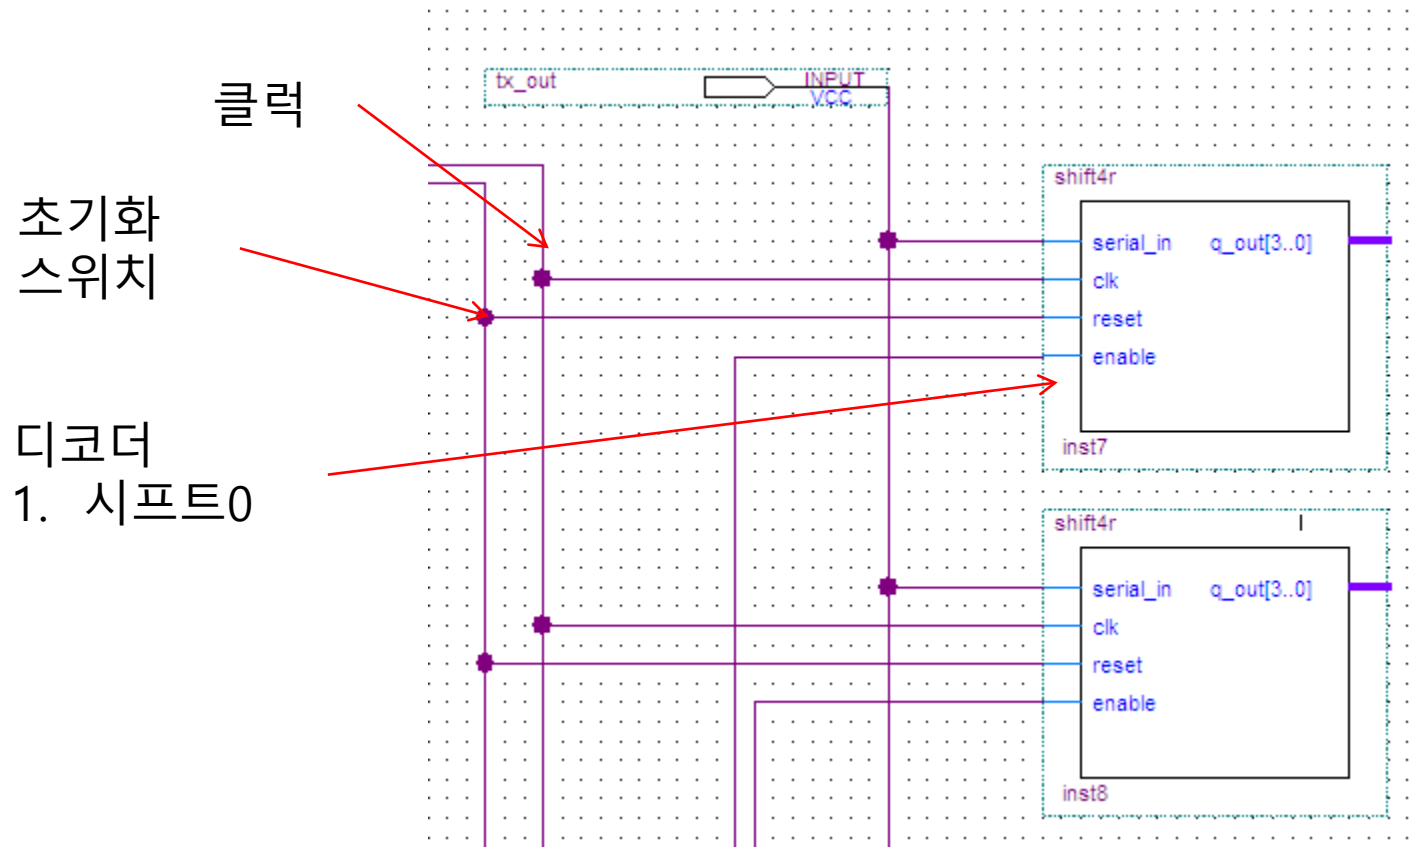 클럭
초기화
스위치
디코더
1. 시프트0
tx_out
INPUT
VCC
shift4r
serial_in q_out[3..0]
clk
reset
enable
inst7
shift4r
serial_in q_out[3..0]
clk
reset
enable
inst8